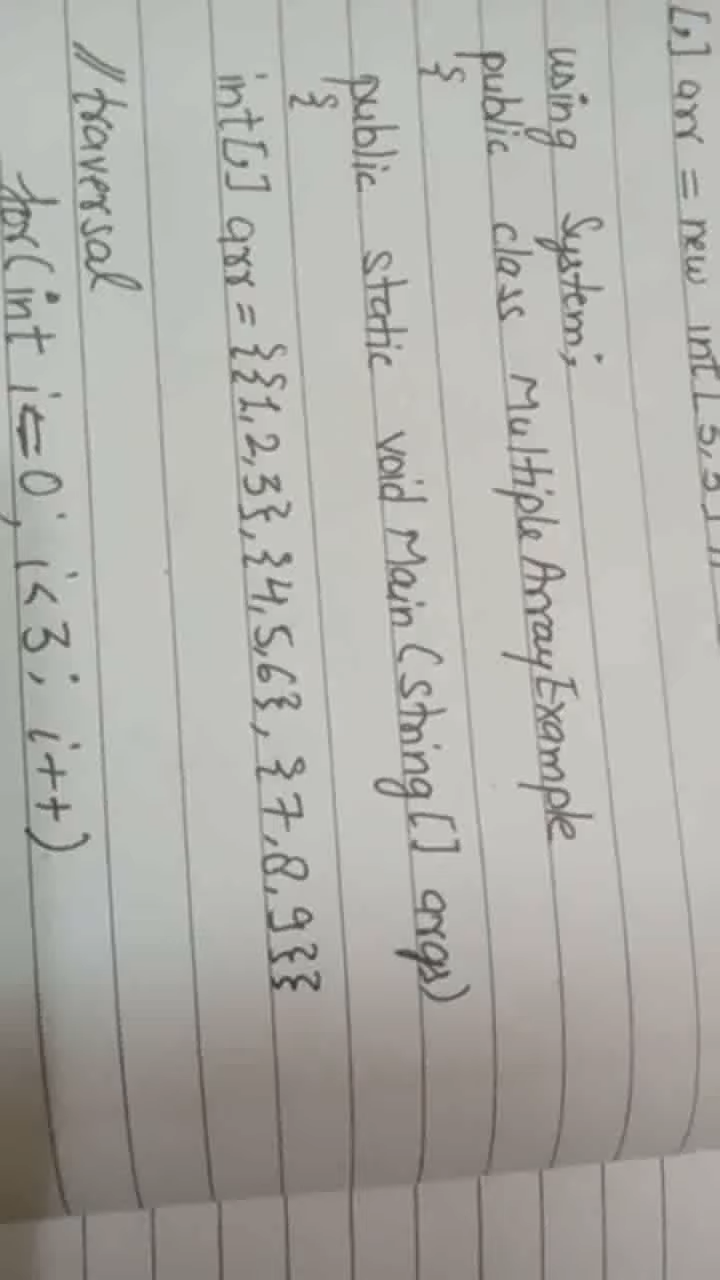 [,] arr = new int[3,3]
using System;
public class MultipleArrayExample
{
public static void Main(string[] args)
{
int[,] arr = {{1,2,3},{4,5,6},{7,8,9}}
//traversal
for(int i=0; i<3; i++)